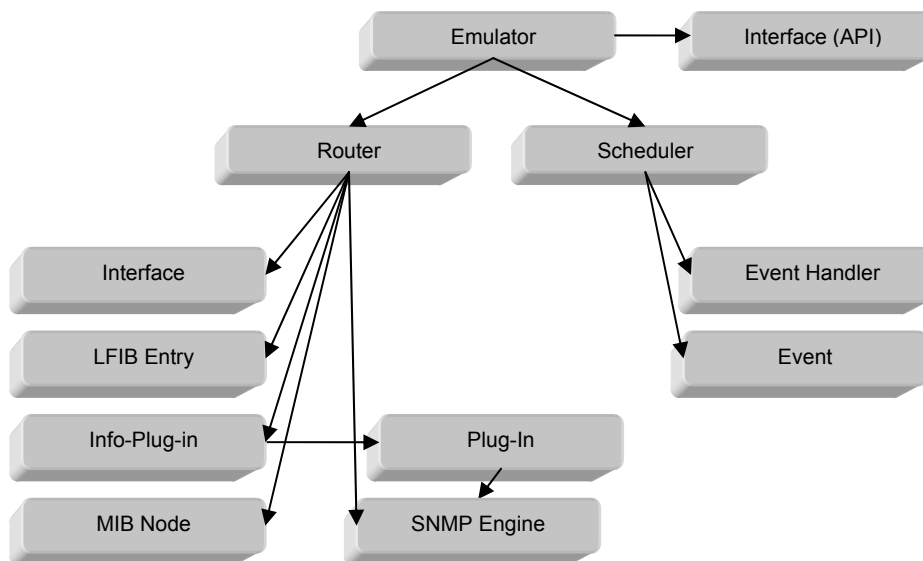 Emulator
Interface (API)
Router
Scheduler
Interface
Event Handler
LFIB Entry
Event
Info-Plug-in
Plug-In
MIB Node
SNMP Engine